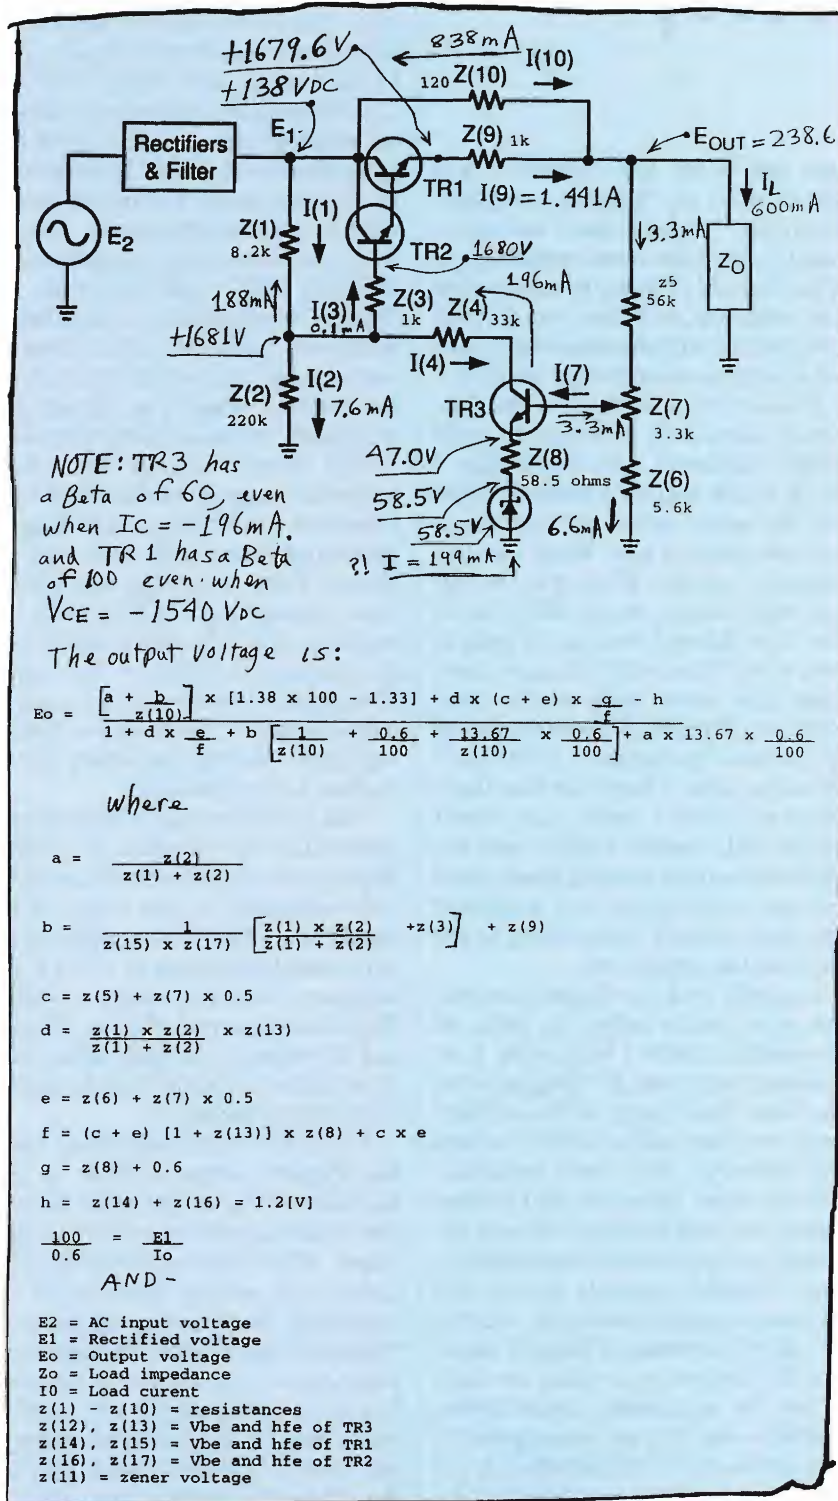 +1679.6V
838mA
I(10)
+138VDC
120 Z(10)
E1
Z(9) 1k
EOUT = 238.6
Rectifiers
& Filter
TR1
I(9)=1.441A
IL
600mA
I(1)
Z(1)
8.2k
E2
TR2
1680V
3.3mA
ZO
196mA
188mA
I(3)
0.1mA
Z(3)
1k
Z(4) 33k
z5
56k
+1681V
I(4)
I(7)
Z(2)
220k
I(2)
7.6mA
TR3
3.3mA
Z(7)
3.3k
47.0V
Z(8)
58.5 ohms
Z(6)
5.6k
58.5V
58.5V
6.6mA
?! I = 199mA
NOTE: TR3 has
a Beta of 60, even
when IC = -196mA.
and TR1 has a Beta
of 100 even when
VCE = -1540 VDC
The output voltage is:
Eo = [a + b/z(10)] x [1.38 x 100 - 1.33] + d x (c + e) x g/f - h
1 + d x e/f + b [1/z(10) + 0.6/100 + 13.67/z(10) x 0.6/100] + a x 13.67 x 0.6/100
where
a = z(2)
z(1) + z(2)
b = 1/z(15) x z(17) [z(1) x z(2)/z(1) + z(2) +z(3)] + z(9)
c = z(5) + z(7) x 0.5
d = z(1) x z(2)/z(1) + z(2) x z(13)
e = z(6) + z(7) x 0.5
f = (c + e) [1 + z(13)] x z(8) + c x e
g = z(8) + 0.6
h = z(14) + z(16) = 1.2[V]
100/0.6 = E1/Io
AND -
E2 = AC input voltage
E1 = Rectified voltage
Eo = Output voltage
Zo = Load impedance
I0 = Load curent
z(1) - z(10) = resistances
z(12), z(13) = Vbe and hfe of TR3
z(14), z(15) = Vbe and hfe of TR1
z(16), z(17) = Vbe and hfe of TR2
z(11) = zener voltage